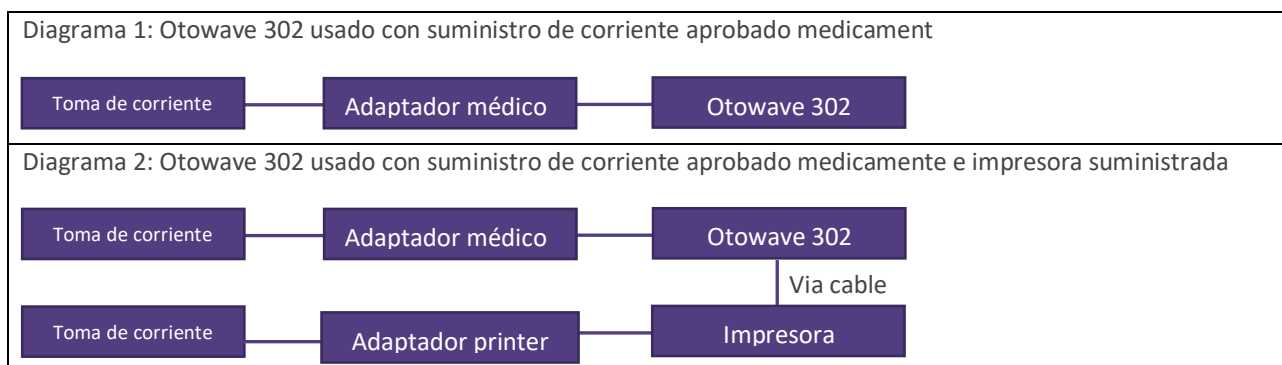 Diagrama 1: Otowave 302 usado con suministro de corriente aprobado medicament
Toma de corriente Adaptador médico Otowave 302
Diagrama 2: Otowave 302 usado con suministro de corriente aprobado medicamente e impresora suministrada
Toma de corriente Adaptador médico Otowave 302
Via cable
Toma de corriente Adaptador printer Impresora